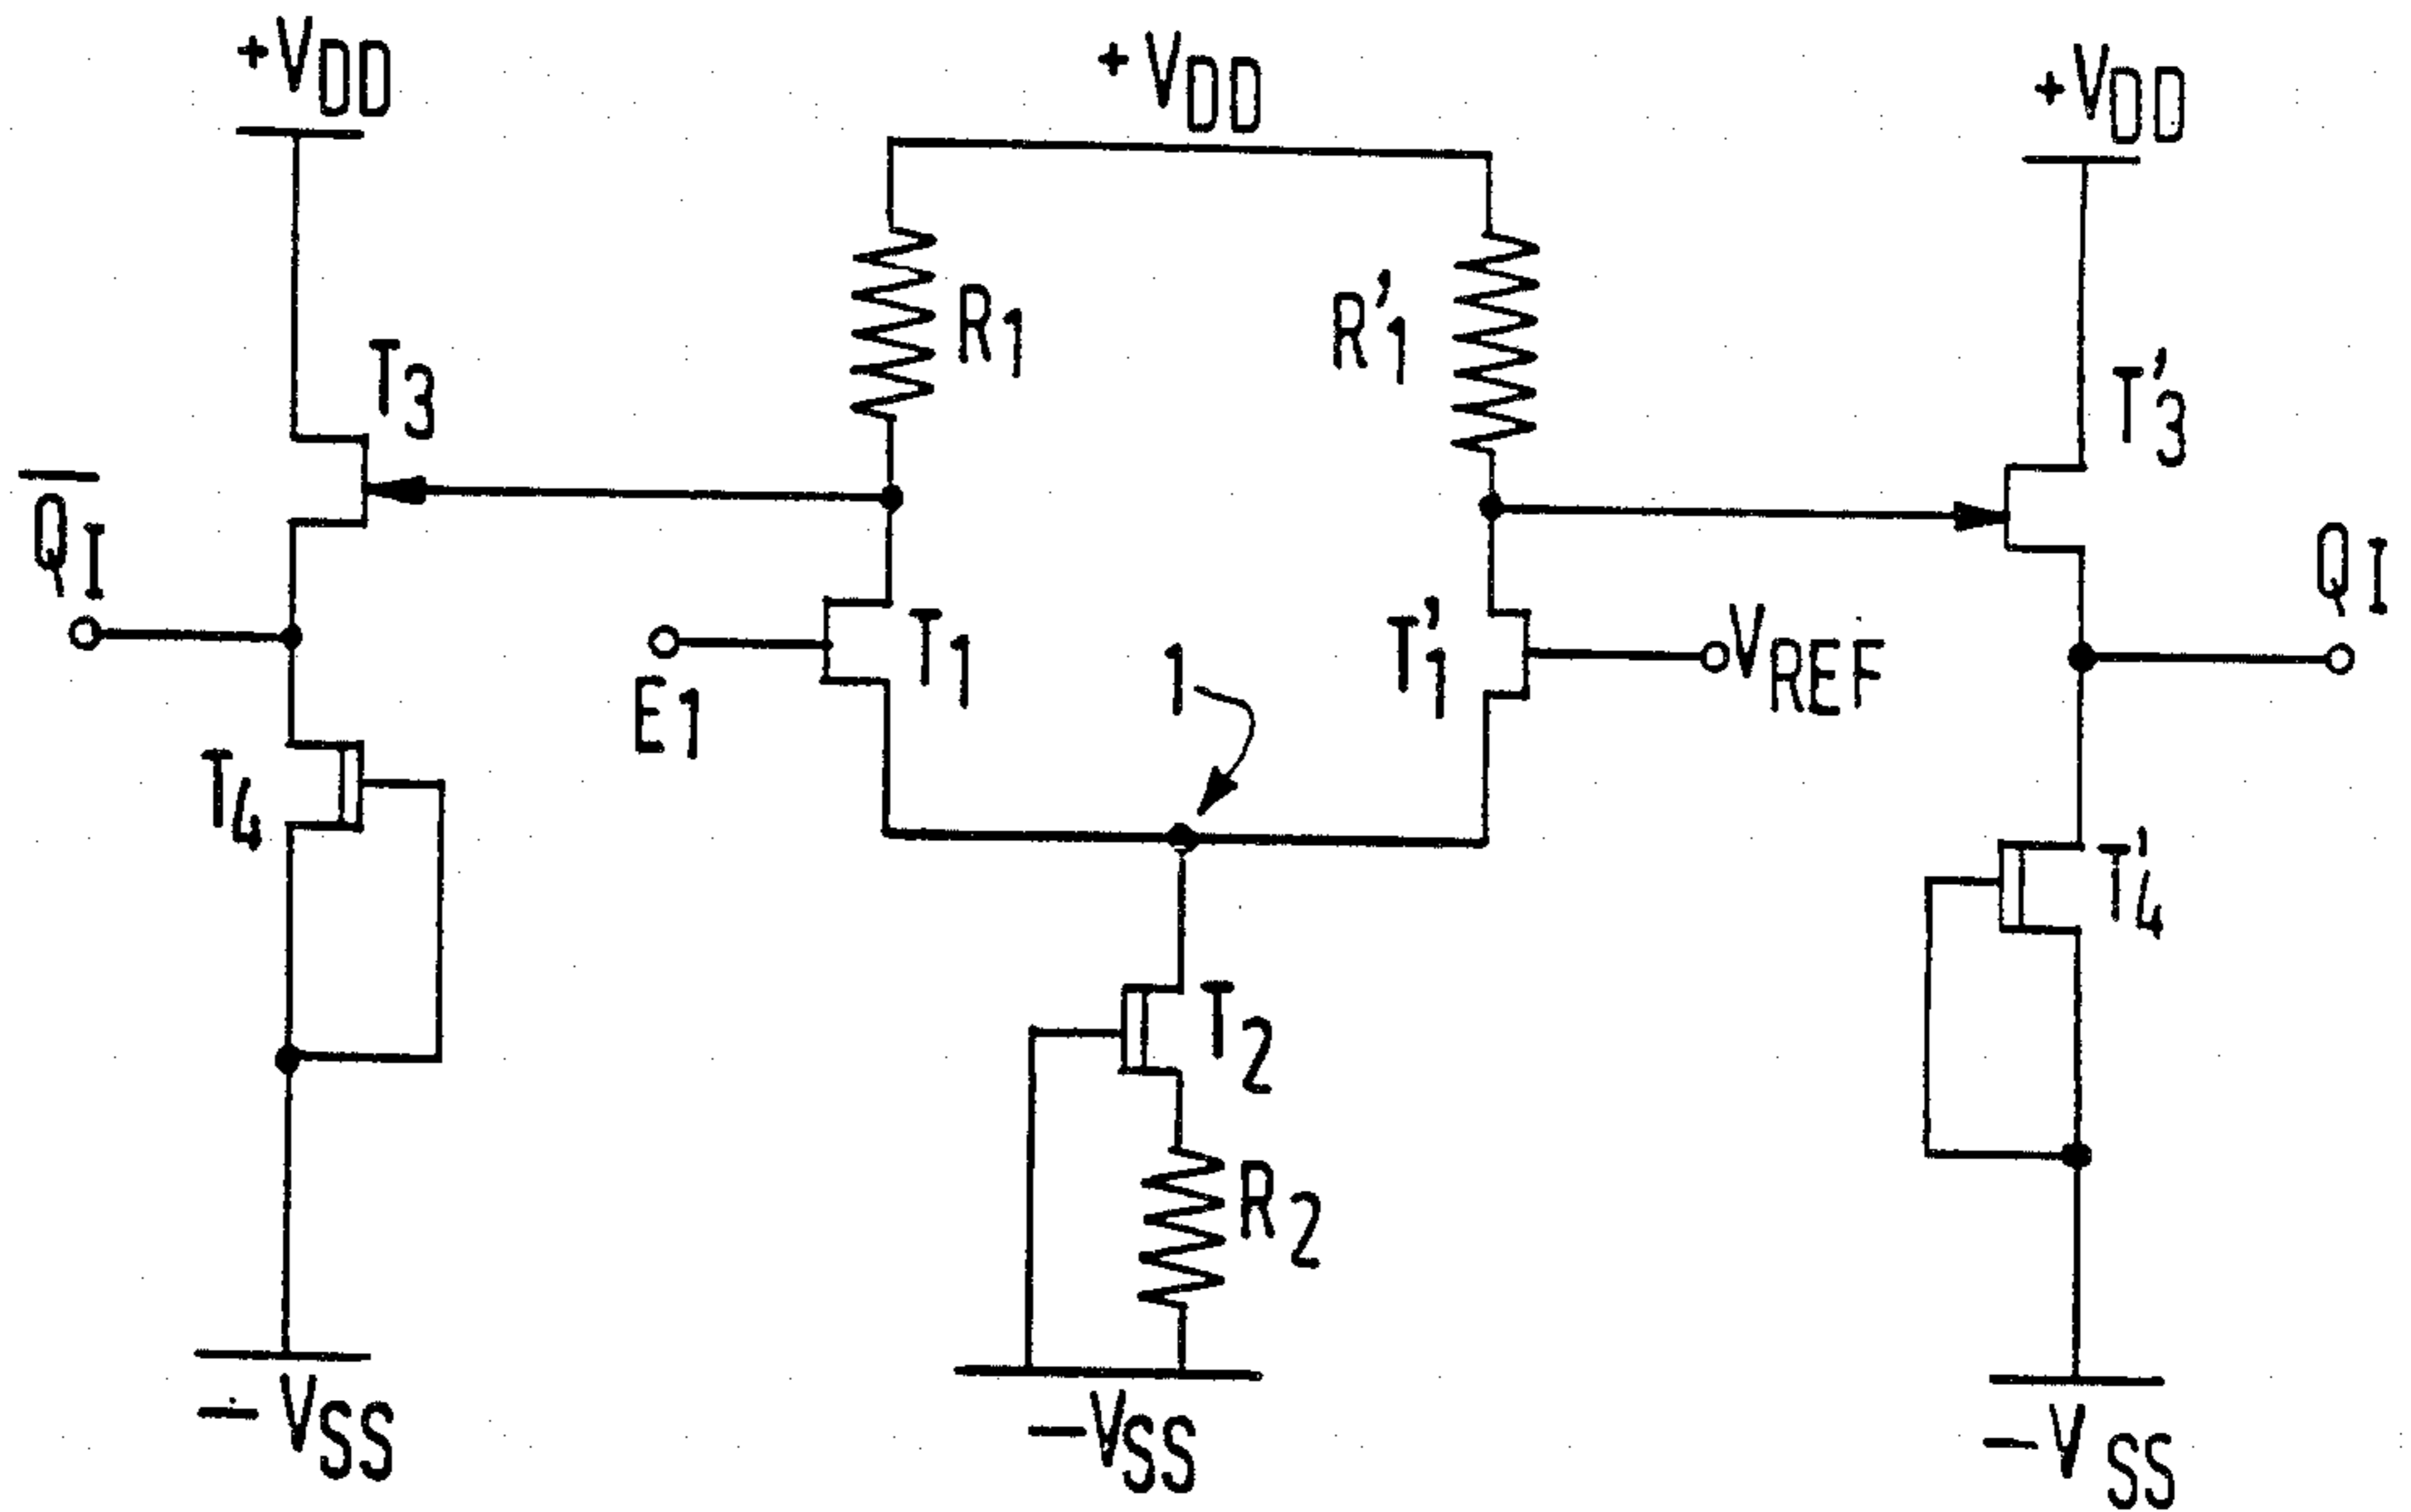 +VDD
+VDD
+VDD
R1
R'1
T3
T'3
Q̅I
QI
E1
T1
1
T'1
VREF
T4
T'4
T2
R2
-VSS
-VSS
-VSS